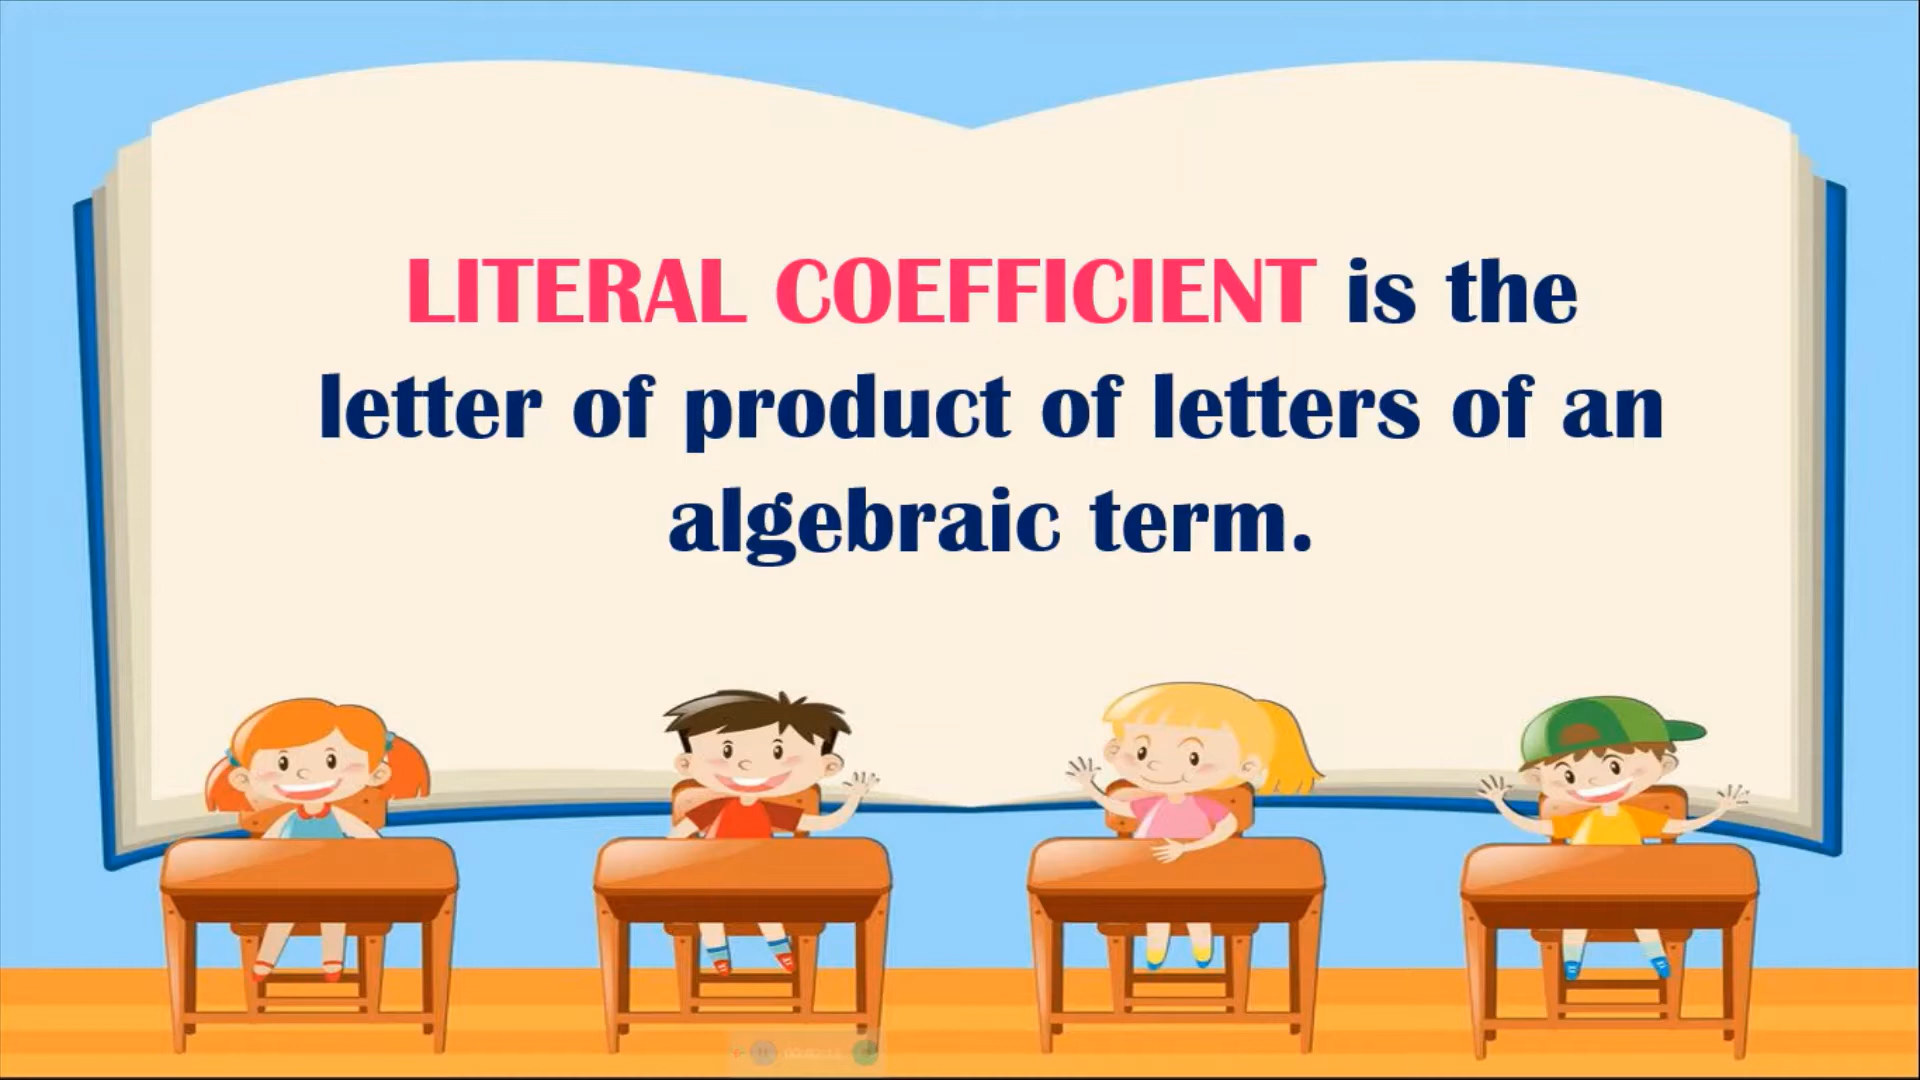 LITERAL COEFFICIENT is the
letter of product of letters of an
algebraic term.